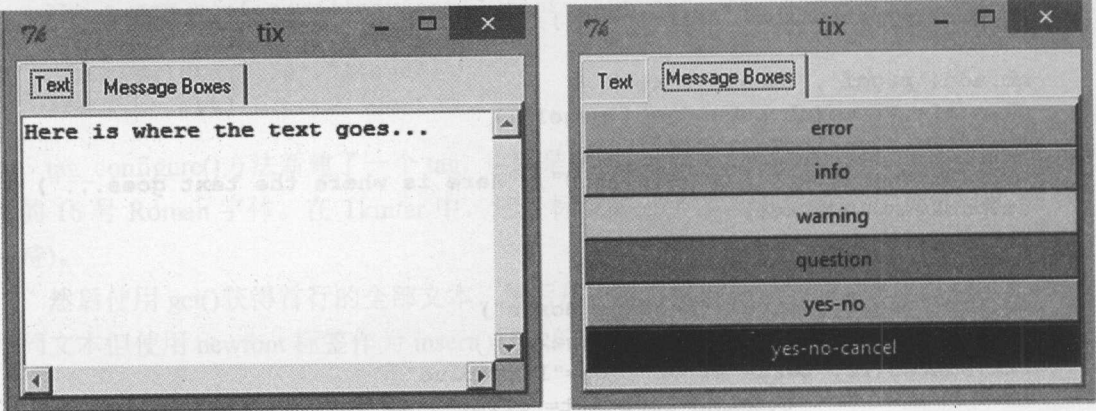 tix
Text
Message Boxes
Here is where the text goes...
tix
Text
Message Boxes
error
info
warning
question
yes-no
yes-no-cancel